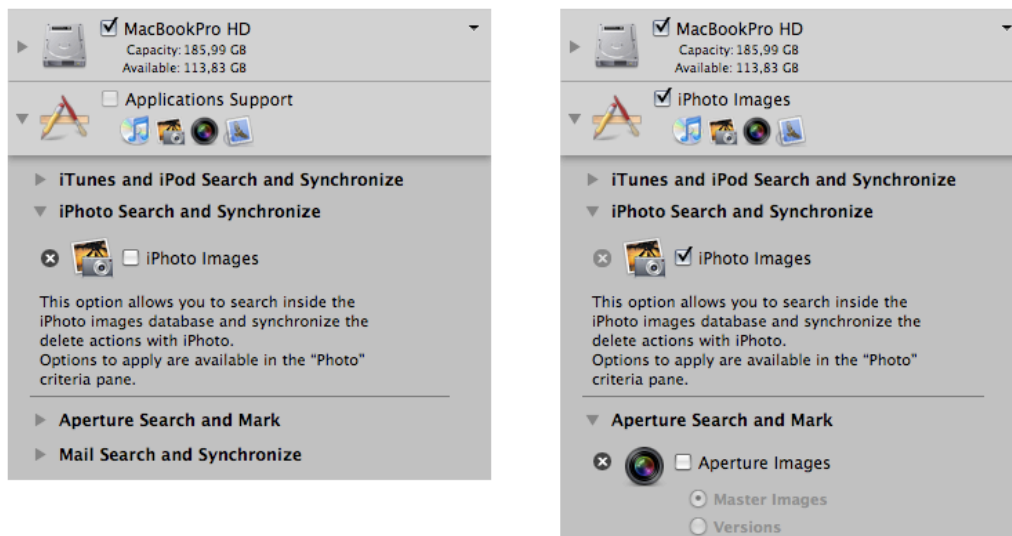 MacBookPro HD
Capacity: 185,99 GB
Available: 113,83 GB
Applications Support
iTunes and iPod Search and Synchronize
iPhoto Search and Synchronize
iPhoto Images
This option allows you to search inside the
iPhoto images database and synchronize the
delete actions with iPhoto.
Options to apply are available in the “Photo”
criteria pane.
Aperture Search and Mark
Mail Search and Synchronize
MacBookPro HD
Capacity: 185,99 GB
Available: 113,83 GB
iPhoto Images
iTunes and iPod Search and Synchronize
iPhoto Search and Synchronize
iPhoto Images
This option allows you to search inside the
iPhoto images database and synchronize the
delete actions with iPhoto.
Options to apply are available in the “Photo”
criteria pane.
Aperture Search and Mark
Aperture Images
Master Images
Versions